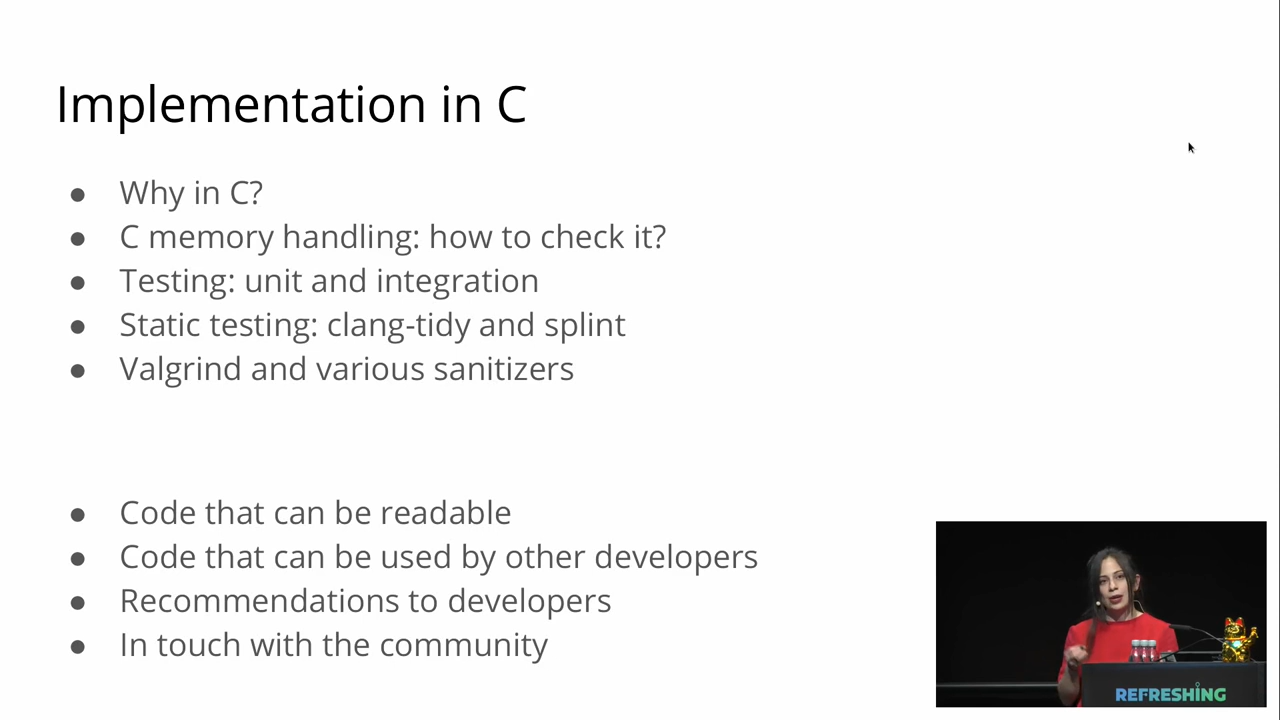 Implementation in C
● Why in C?
● C memory handling: how to check it?
● Testing: unit and integration
● Static testing: clang-tidy and splint
● Valgrind and various sanitizers
● Code that can be readable
● Code that can be used by other developers
● Recommendations to developers
● In touch with the community
REFRESHING